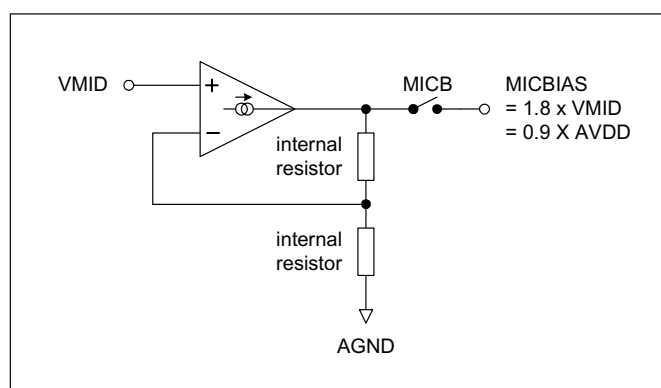 VMID
+
−
MICB
MICBIAS
= 1.8 x VMID
= 0.9 X AVDD
internal
resistor
internal
resistor
AGND